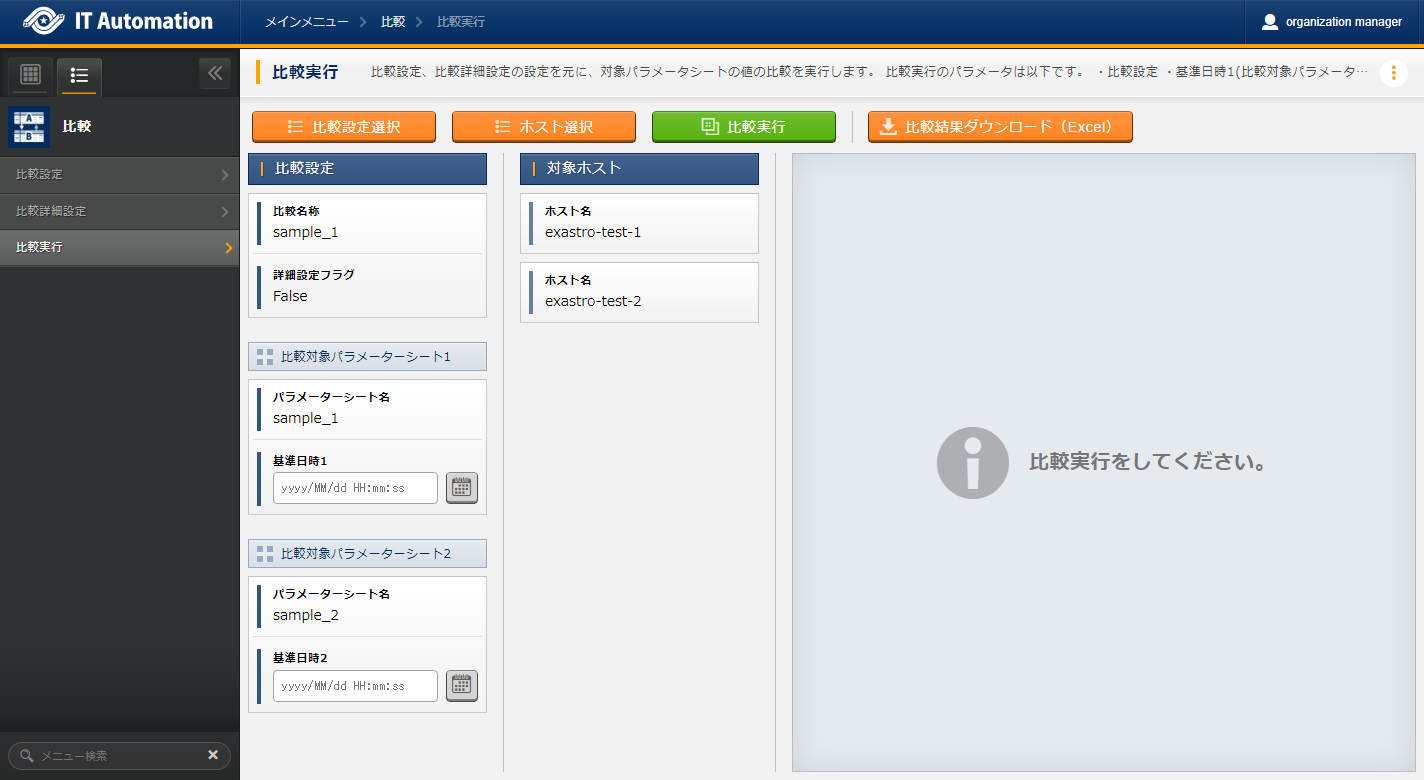 IT Automation
メインメニュー
比較
比較実行
organization manager
比較
比較設定
比較詳細設定
比較実行
メニュー検索
比較実行
比較設定、比較詳細設定の設定を元に、対象パラメータシートの値の比較を実行します。 比較実行のパラメータは以下です。 ・比較設定 ・基準日時1(比較対象パラメータ…
比較設定選択
ホスト選択
比較実行
比較結果ダウンロード（Excel）
比較設定
比較名称
sample_1
詳細設定フラグ
False
比較対象パラメーターシート1
パラメーターシート名
sample_1
基準日時1
yyyy/MM/dd HH:mm:ss
比較対象パラメーターシート2
パラメーターシート名
sample_2
基準日時2
yyyy/MM/dd HH:mm:ss
対象ホスト
ホスト名
exastro-test-1
ホスト名
exastro-test-2
比較実行をしてください。